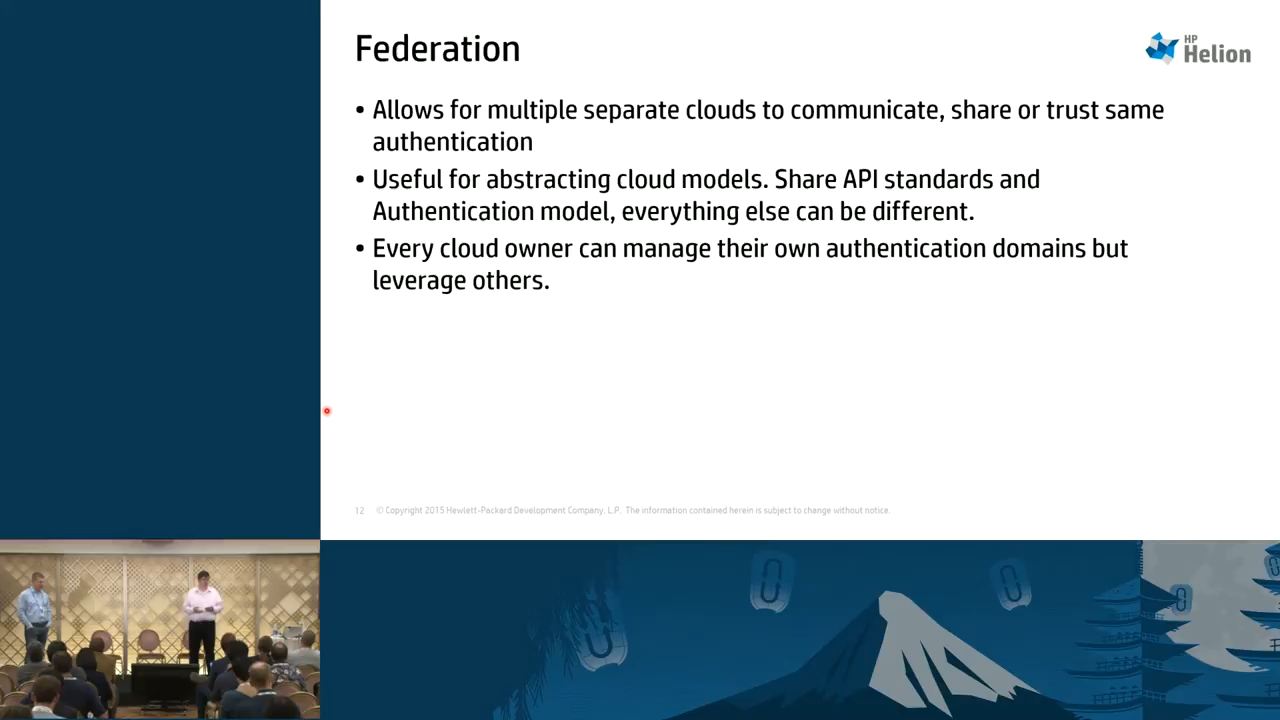 Federation
HP
Helion
• Allows for multiple separate clouds to communicate, share or trust same
authentication
• Useful for abstracting cloud models. Share API standards and
Authentication model, everything else can be different.
• Every cloud owner can manage their own authentication domains but
leverage others.
12 © Copyright 2015 Hewlett-Packard Development Company, L.P. The information contained herein is subject to change without notice.